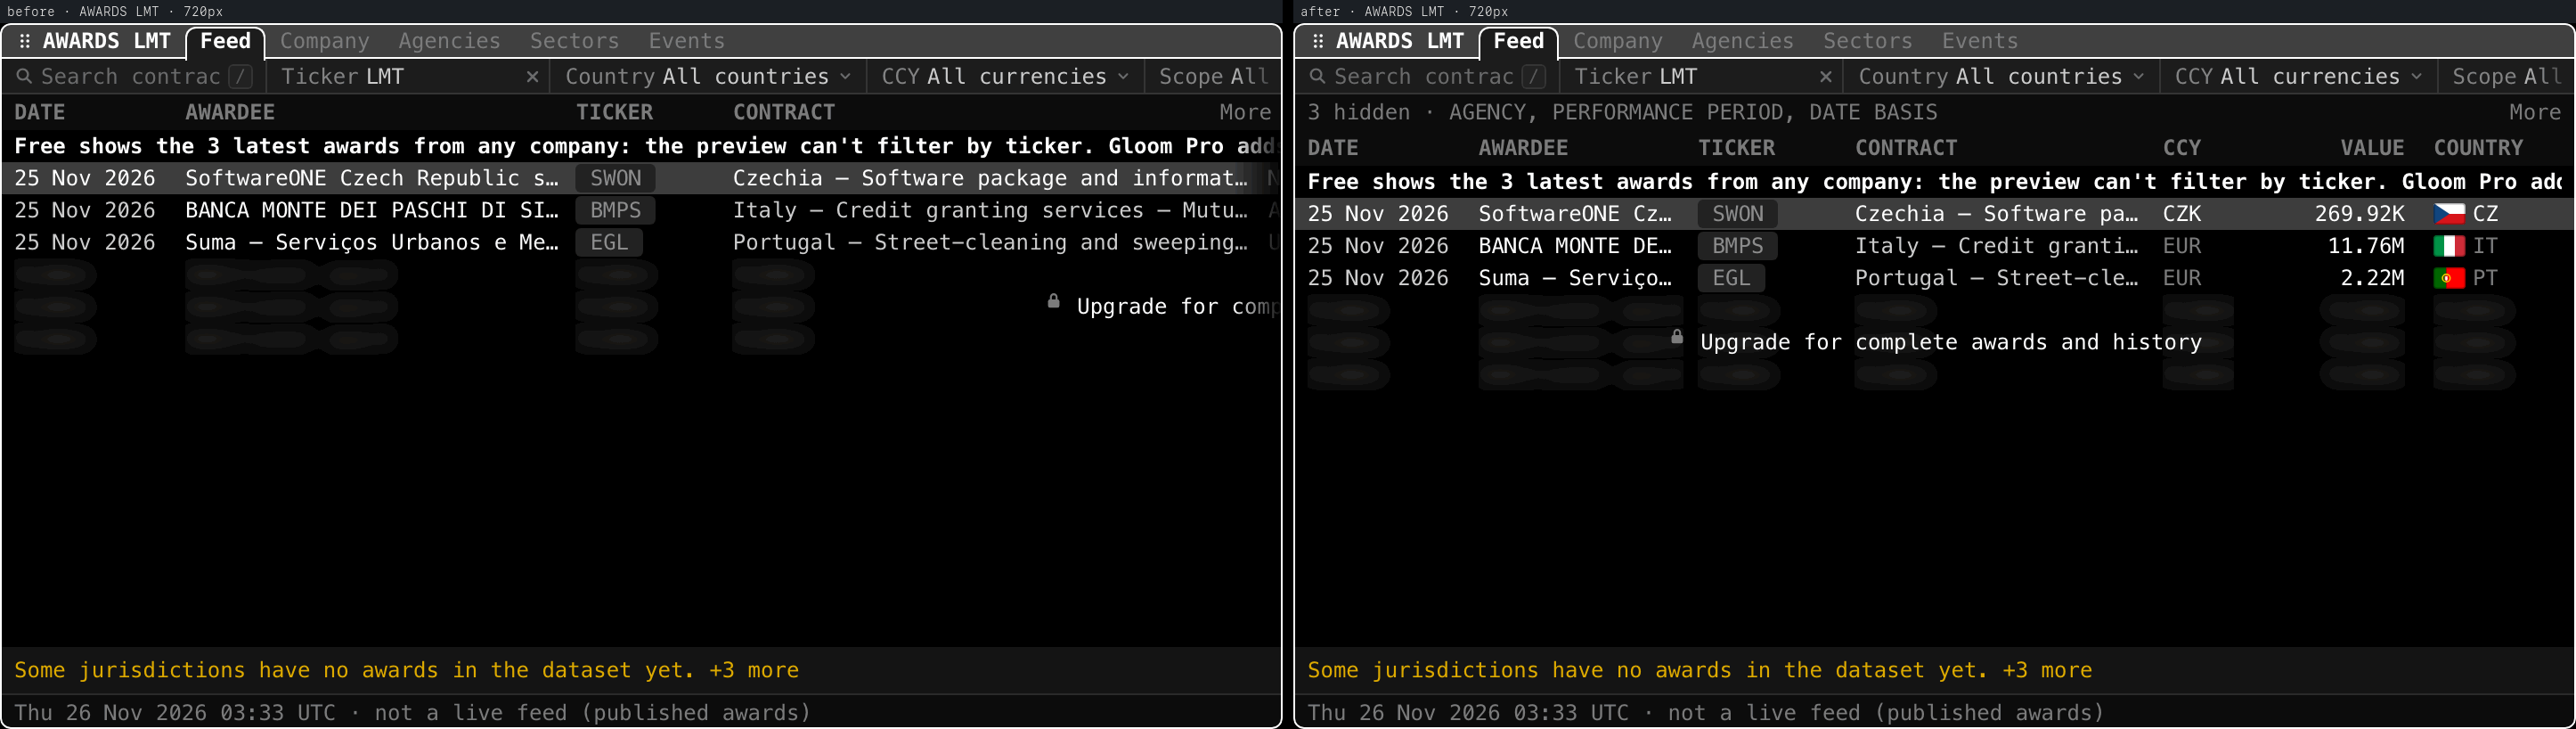 before · AWARDS LMT · 720px
AWARDS LMT Feed Company Agencies Sectors Events
Search contrac / Ticker LMT × Country All countries CCY All currencies Scope All
DATE AWARDEE TICKER CONTRACT More
Free shows the 3 latest awards from any company: the preview can't filter by ticker. Gloom Pro add
25 Nov 2026 SoftwareONE Czech Republic s… SWON Czechia – Software package and informat…
25 Nov 2026 BANCA MONTE DEI PASCHI DI SI… BMPS Italy – Credit granting services – Mutu…
25 Nov 2026 Suma – Serviços Urbanos e Me… EGL Portugal – Street-cleaning and sweeping…
Upgrade for comp
Some jurisdictions have no awards in the dataset yet. +3 more
Thu 26 Nov 2026 03:33 UTC · not a live feed (published awards)
after · AWARDS LMT · 720px
AWARDS LMT Feed Company Agencies Sectors Events
Search contrac / Ticker LMT × Country All countries CCY All currencies Scope All
3 hidden · AGENCY, PERFORMANCE PERIOD, DATE BASIS More
DATE AWARDEE TICKER CONTRACT CCY VALUE COUNTRY
Free shows the 3 latest awards from any company: the preview can't filter by ticker. Gloom Pro add
25 Nov 2026 SoftwareONE Cz… SWON Czechia – Software pa… CZK 269.92K CZ
25 Nov 2026 BANCA MONTE DE… BMPS Italy – Credit granti… EUR 11.76M IT
25 Nov 2026 Suma – Serviço… EGL Portugal – Street-cle… EUR 2.22M PT
Upgrade for complete awards and history
Some jurisdictions have no awards in the dataset yet. +3 more
Thu 26 Nov 2026 03:33 UTC · not a live feed (published awards)